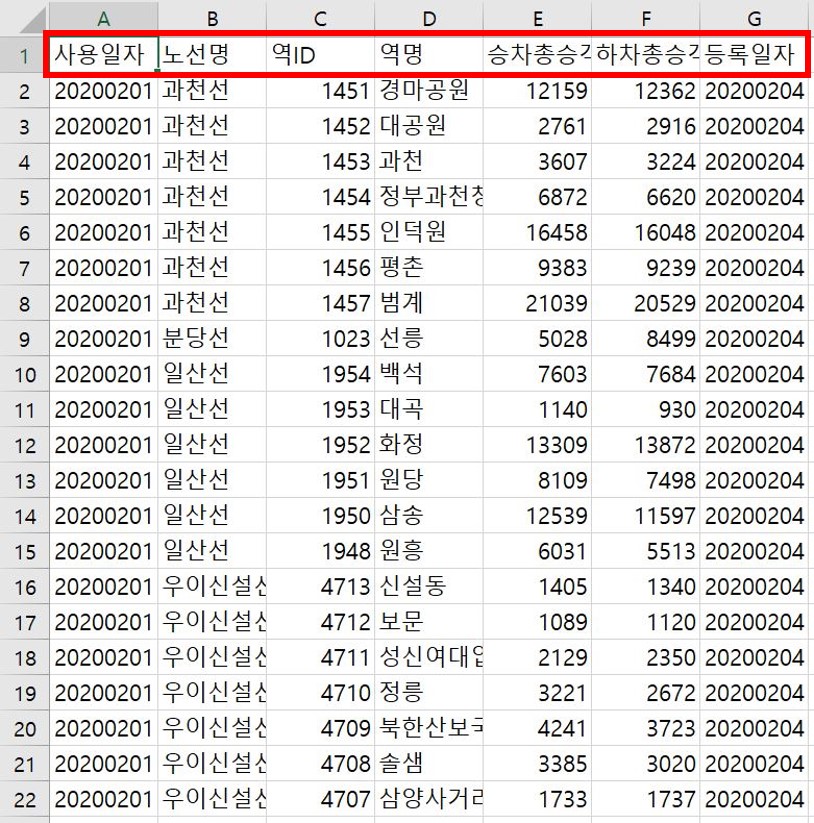 A B C D E F G
1 사용일자 노선명 역ID 역명 승차총승 하차총승 등록일자
2 20200201 과천선 1451 경마공원 12159 12362 20200204
3 20200201 과천선 1452 대공원 2761 2916 20200204
4 20200201 과천선 1453 과천 3607 3224 20200204
5 20200201 과천선 1454 정부과천청 6872 6620 20200204
6 20200201 과천선 1455 인덕원 16458 16048 20200204
7 20200201 과천선 1456 평촌 9383 9239 20200204
8 20200201 과천선 1457 범계 21039 20529 20200204
9 20200201 분당선 1023 선릉 5028 8499 20200204
10 20200201 일산선 1954 백석 7603 7684 20200204
11 20200201 일산선 1953 대곡 1140 930 20200204
12 20200201 일산선 1952 화정 13309 13872 20200204
13 20200201 일산선 1951 원당 8109 7498 20200204
14 20200201 일산선 1950 삼송 12539 11597 20200204
15 20200201 일산선 1948 원흥 6031 5513 20200204
16 20200201 우이신설선 4713 신설동 1405 1340 20200204
17 20200201 우이신설선 4712 보문 1089 1120 20200204
18 20200201 우이신설선 4711 성신여대입 2129 2350 20200204
19 20200201 우이신설선 4710 정릉 3221 2672 20200204
20 20200201 우이신설선 4709 북한산보국 4241 3723 20200204
21 20200201 우이신설선 4708 솔샘 3385 3020 20200204
22 20200201 우이신설선 4707 삼양사거리 1733 1737 20200204